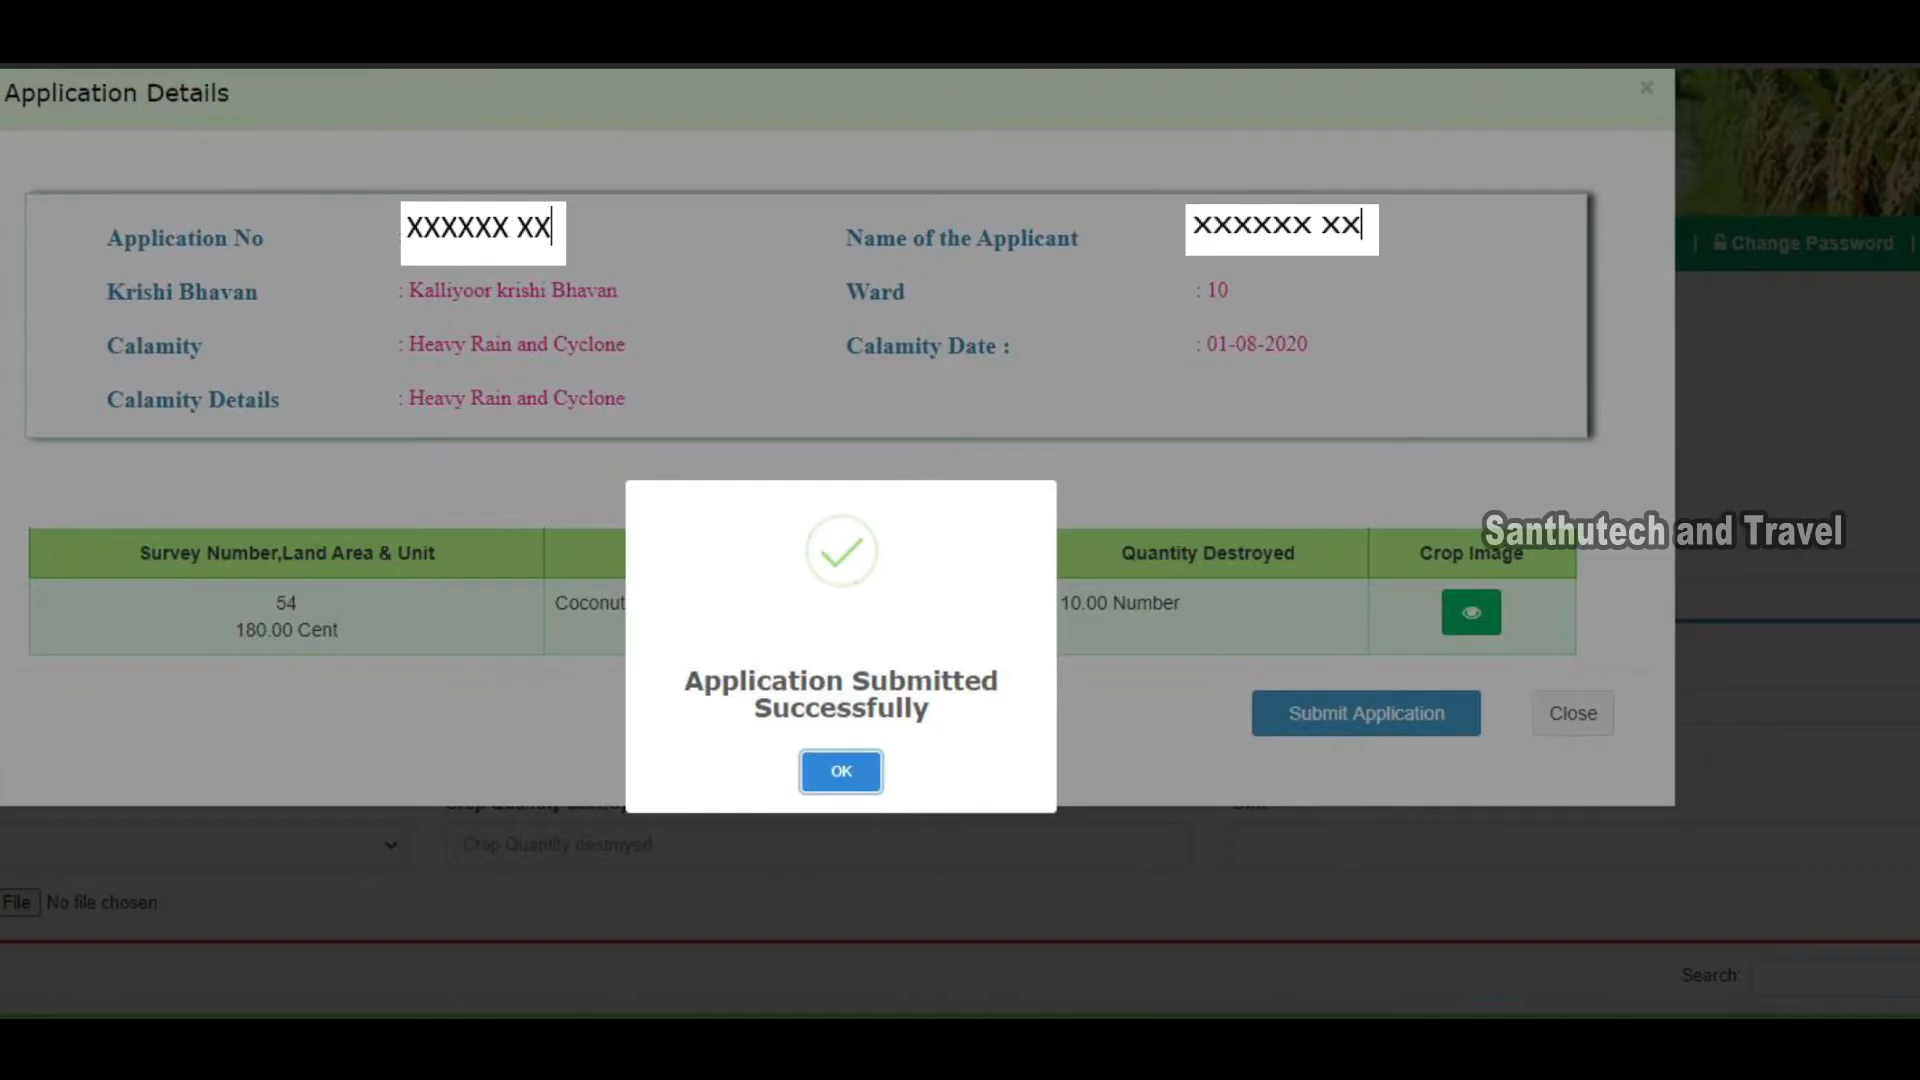 Application Details
×
| Change Password |
Application No XXXXXX XX Name of the Applicant XXXXXX XX
Krishi Bhavan : Kalliyoor krishi Bhavan Ward : 10
Calamity : Heavy Rain and Cyclone Calamity Date : : 01-08-2020
Calamity Details : Heavy Rain and Cyclone
Santhutech and Travel
Survey Number,Land Area & Unit Quantity Destroyed Crop Image
54 Coconut 10.00 Number
180.00 Cent
Application Submitted
Successfully
OK
Submit Application Close
Crop Quantity destroyed
File No file chosen
Search: